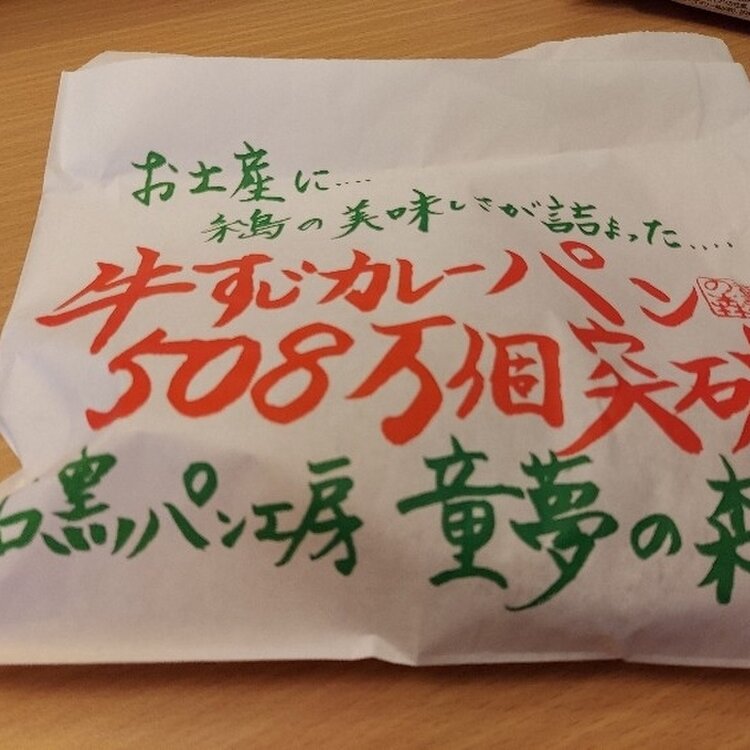 お土産に‥‥
糸島の美味しさが詰まった‥‥
牛すじカレーパン
508万個突破
石黒パン工房 童夢の森